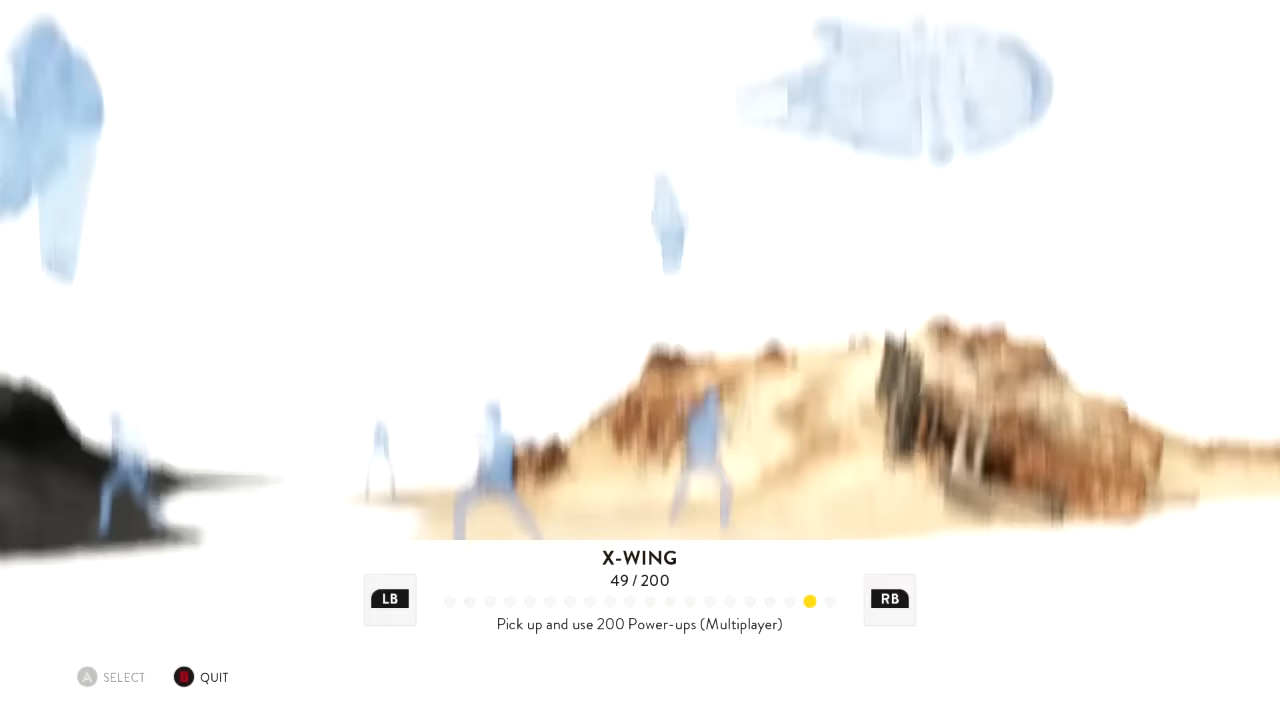 X-WING
49 / 200
LB
RB
Pick up and use 200 Power-ups (Multiplayer)
A SELECT
B QUIT